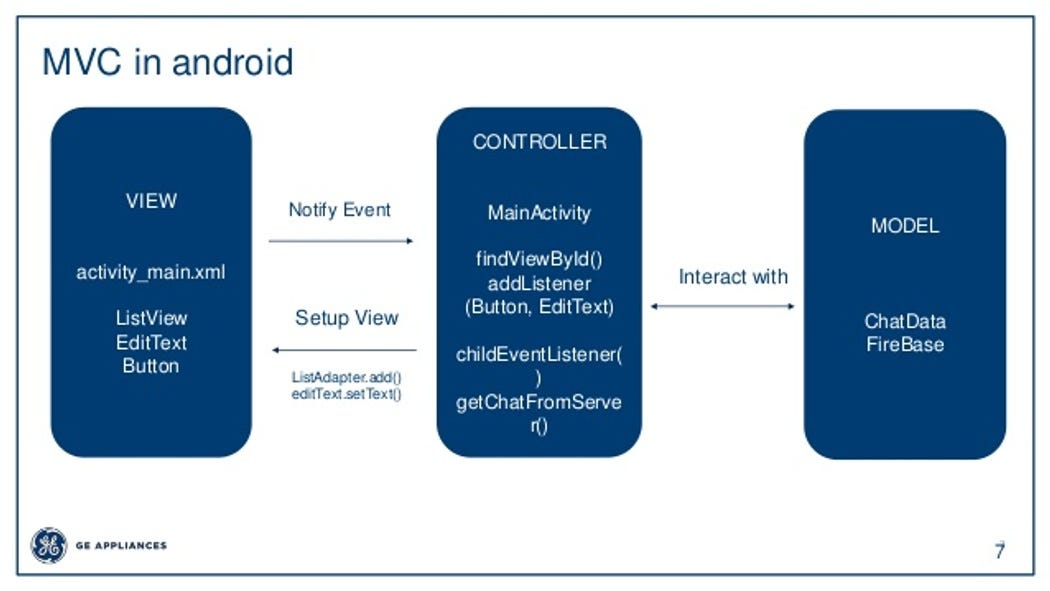 MVC in android
VIEW
activity_main.xml
ListView
EditText
Button
Notify Event
Setup View
ListAdapter.add()
editText.setText()
CONTROLLER
MainActivity
findViewById()
addListener
(Button, EditText)
childEventListener(
)
getChatFromServe
r()
Interact with
MODEL
ChatData
FireBase
GE APPLIANCES
7